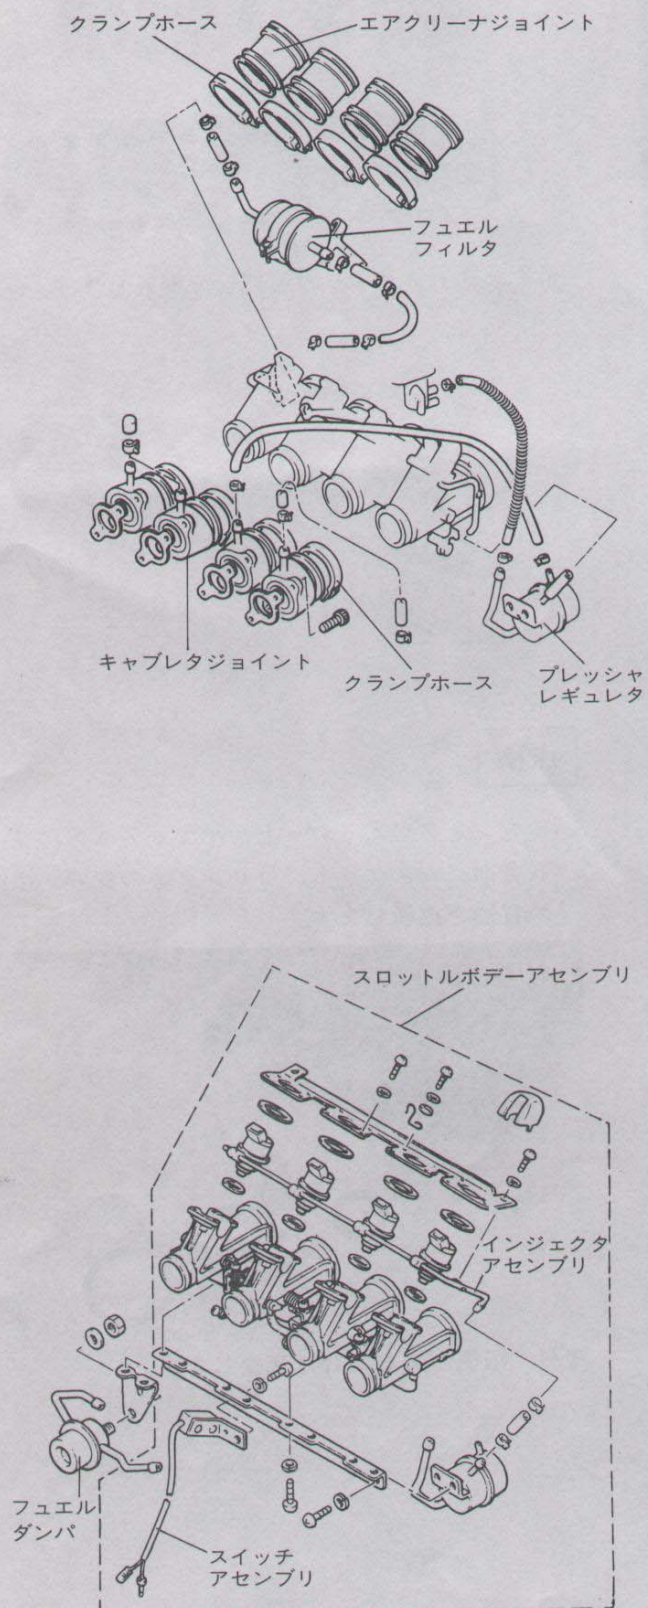 クランプホース
エアクリーナジョイント
フュエル
フィルタ
キャブレタジョイント
クランプホース
プレッシャ
レギュレタ
スロットルボデーアセンブリ
インジェクタ
アセンブリ
フュエル
ダンパ
スイッチ
アセンブリ